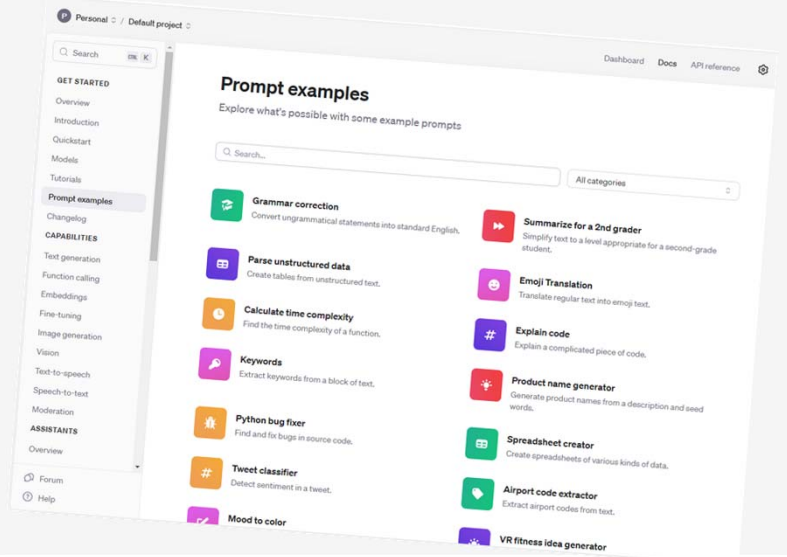 P Personal / Default project
Dashboard Docs API reference
Search Ctrl K
GET STARTED
Overview
Introduction
Quickstart
Models
Tutorials
Prompt examples
Changelog
CAPABILITIES
Text generation
Function calling
Embeddings
Fine-tuning
Image generation
Vision
Text-to-speech
Speech-to-text
Moderation
ASSISTANTS
Overview
Forum
Help
Prompt examples
Explore what's possible with some example prompts
Search...
All categories
Grammar correction
Convert ungrammatical statements into standard English.
Summarize for a 2nd grader
Simplify text to a level appropriate for a second-grade
student.
Parse unstructured data
Create tables from unstructured text.
Emoji Translation
Translate regular text into emoji text.
Calculate time complexity
Find the time complexity of a function.
Explain code
Explain a complicated piece of code.
Keywords
Extract keywords from a block of text.
Product name generator
Generate product names from a description and seed
words.
Python bug fixer
Find and fix bugs in source code.
Spreadsheet creator
Create spreadsheets of various kinds of data.
Tweet classifier
Detect sentiment in a tweet.
Airport code extractor
Extract airport codes from text.
Mood to color
VR fitness idea generator